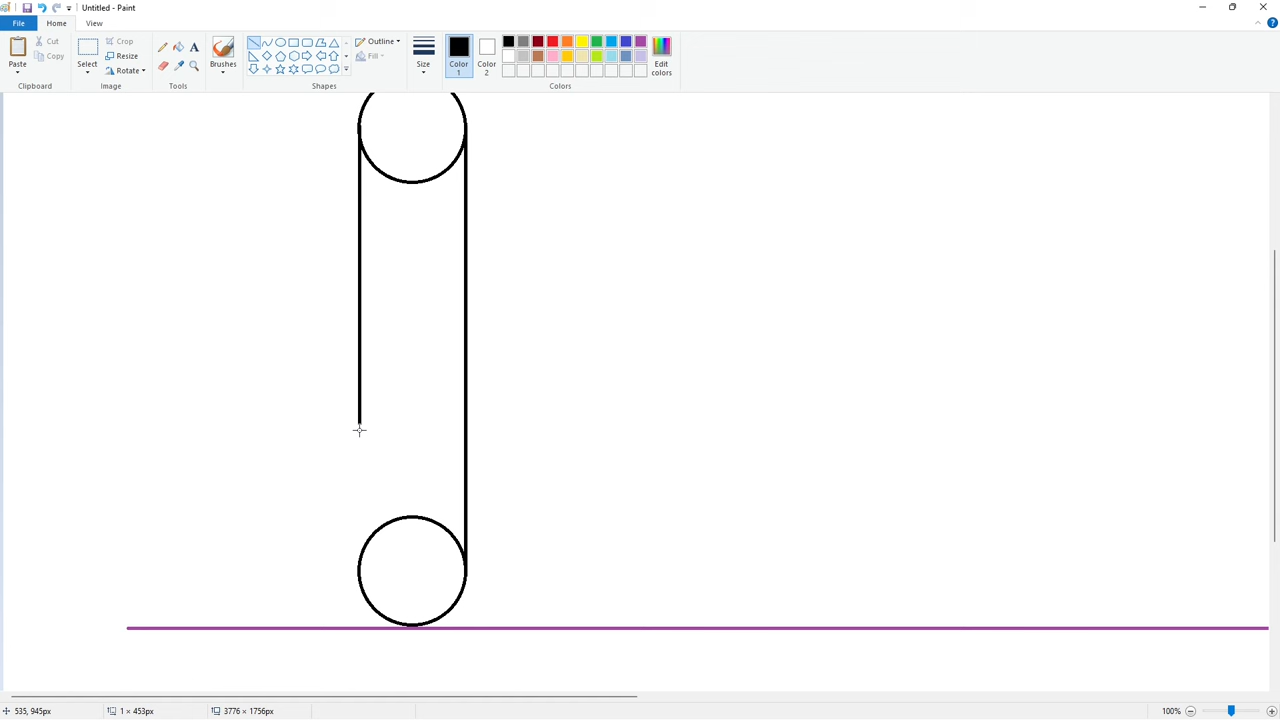 Untitled - Paint
File
Home
View
Paste
Cut
Copy
Clipboard
Select
Crop
Resize
Rotate
Image
A
Tools
Brushes
Outline
Fill
Shapes
Size
Color 1
Color 2
Edit colors
Colors
535, 945px
1 × 453px
3776 × 1756px
100%